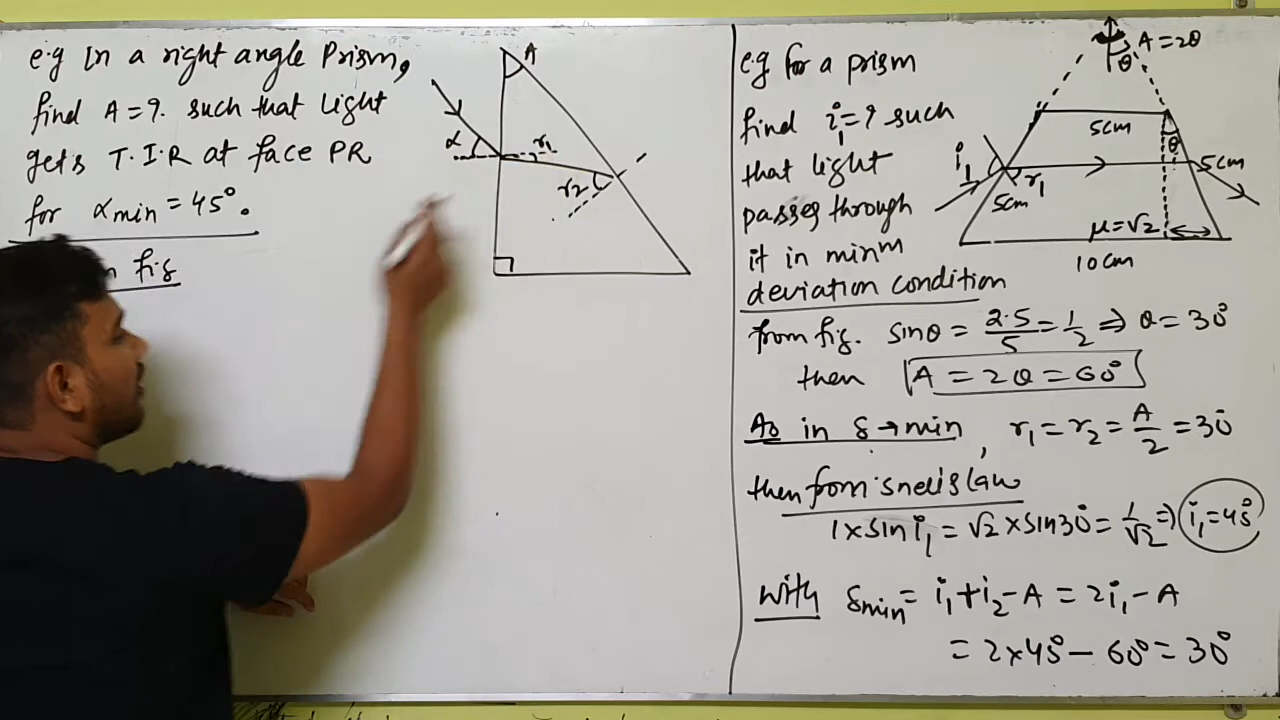 e.g In a right angle Prism,
find A=?. such that light
gets T.I.R at face PR
for αmin = 45°.
fig
A
α
r1
r2
e.g for a prism
find i1=? such
that light
passes through
it in minm
deviation condition
A=2θ
θ
5cm
θ
5cm
i1
r1
5cm
μ=√2
10cm
from fig. sinθ = 2.5/5 = 1/2 ⇒ θ = 30°
then A = 2θ = 60°
As in δ→min, r1 = r2 = A/2 = 30°
then from snell's law
1×sin i1 = √2 × sin30° = 1/√2 ⇒ i1=45°
with δmin = i1+i2-A = 2i1-A
= 2×45° - 60° = 30°